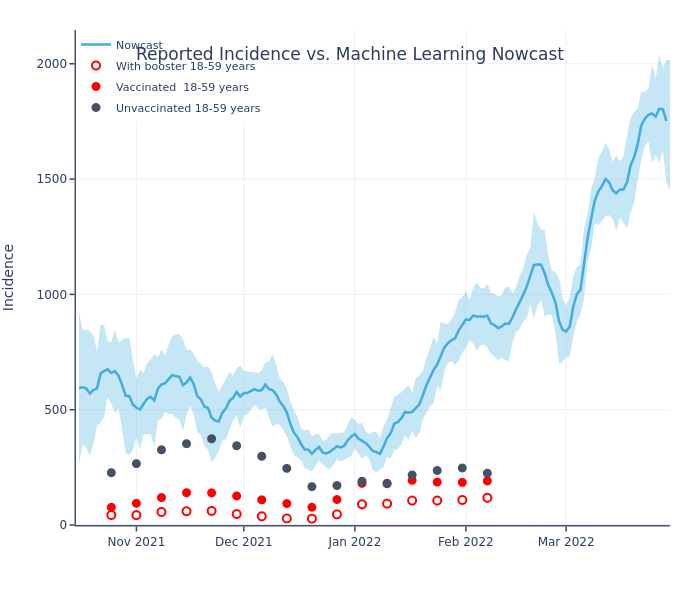 Reported Incidence vs. Machine Learning Nowcast
Nowcast
With booster 18-59 years
Vaccinated  18-59 years
Unvaccinated 18-59 years
2000
1500
1000
500
0
Incidence
Nov 2021
Dec 2021
Jan 2022
Feb 2022
Mar 2022